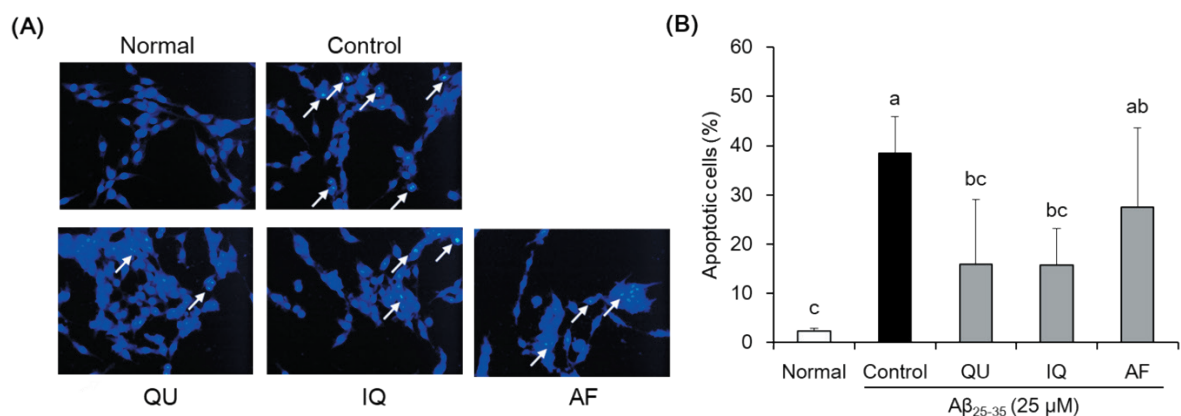 (A)
Normal Control
QU IQ AF
(B)
Apoptotic cells (%)
60
50
40
30
20
10
0
c
a
bc
bc
ab
Normal Control QU IQ AF
Aβ25-35 (25 μM)